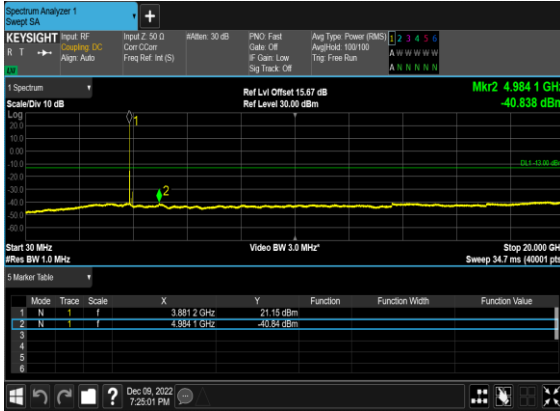 Spectrum Analyzer 1
Swept SA
+
KEYSIGHT Input: RF Input Z: 50 Ω #Atten: 30 dB PNO: Fast Avg Type: Power (RMS) 1 2 3 4 5 6
R T Coupling: DC Corr CCorr Gate: Off Avg|Hold: 100/100 A W W W W W
Align: Auto Freq Ref: Int (S) IF Gain: Low Trig: Free Run
Sig Track: Off A N N N N N
1 Spectrum Ref Lvl Offset 15.67 dB Mkr2 4.984 1 GHz
Scale/Div 10 dB Ref Level 30.00 dBm -40.838 dBm
Log
20.0
10.0
0.00
-10.0
-20.0
-30.0
-40.0
-50.0
-60.0
1
DL1 -13.00 dBm
2
Start 30 MHz Video BW 3.0 MHz* Stop 20.000 GH
#Res BW 1.0 MHz Sweep 34.7 ms (40001 pts
5 Marker Table
Mode Trace Scale X Y Function Function Width Function Value
1 N 1 f 3.881 2 GHz 21.15 dBm
2 N 1 f 4.984 1 GHz -40.84 dBm
3
4
5
6
? Dec 09, 2022
7:25:01 PM